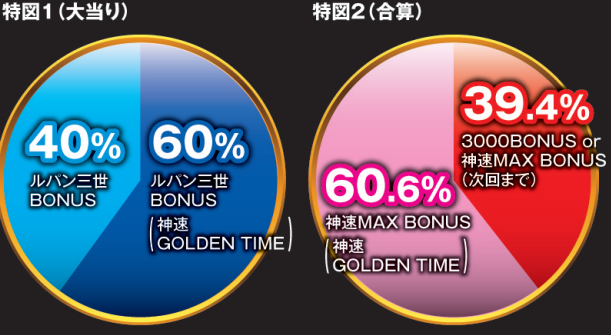 特図1(大当り)
40%
ルパン三世
BONUS
60%
ルパン三世
BONUS
(神速
GOLDEN TIME)
特図2(合算)
39.4%
3000BONUS or
神速MAX BONUS
(次回まで)
60.6%
神速MAX BONUS
(神速
GOLDEN TIME)